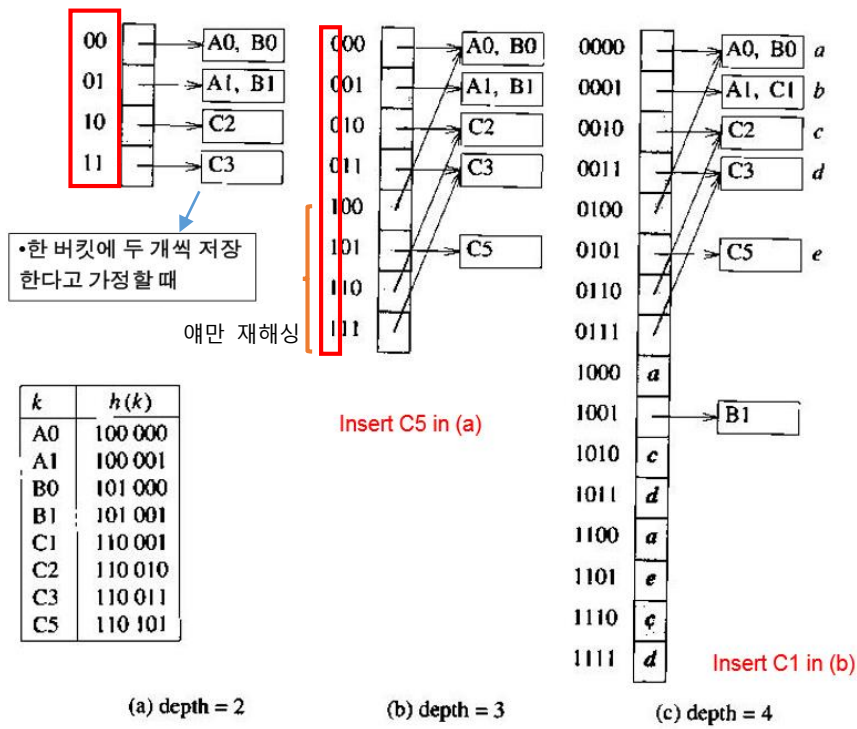 00
A0, B0
01
A1, B1
10
C2
11
C3
•한 버킷에 두 개씩 저장
한다고 가정할 때
000
A0, B0
001
A1, B1
010
C2
011
C3
100
101
C5
110
111
얘만 재해싱
Insert C5 in (a)
0000
A0, B0 a
0001
A1, C1 b
0010
C2 c
0011
C3 d
0100
0101
C5 e
0110
0111
1000 a
1001
B1
1010 c
1011 d
1100 a
1101 e
1110 c
1111 d
Insert C1 in (b)
k h(k)
A0 100 000
A1 100 001
B0 101 000
B1 101 001
C1 110 001
C2 110 010
C3 110 011
C5 110 101
(a) depth = 2
(b) depth = 3
(c) depth = 4